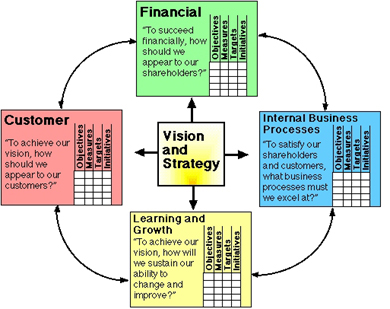 Financial
"To succeed
financially, how
should we
appear to our
shareholders?"
Objectives
Measures
Targets
Initiatives
Customer
"To achieve our
vision, how
should we
appear to our
customers?"
Objectives
Measures
Targets
Initiatives
Vision
and
Strategy
Internal Business
Processes
"To satisfy our
shareholders
and customers,
what business
processes must
we excel at?"
Objectives
Measures
Targets
Initiatives
Learning and
Growth
"To achieve our
vision, how will
we sustain our
ability to
change and
improve?"
Objectives
Measures
Targets
Initiatives